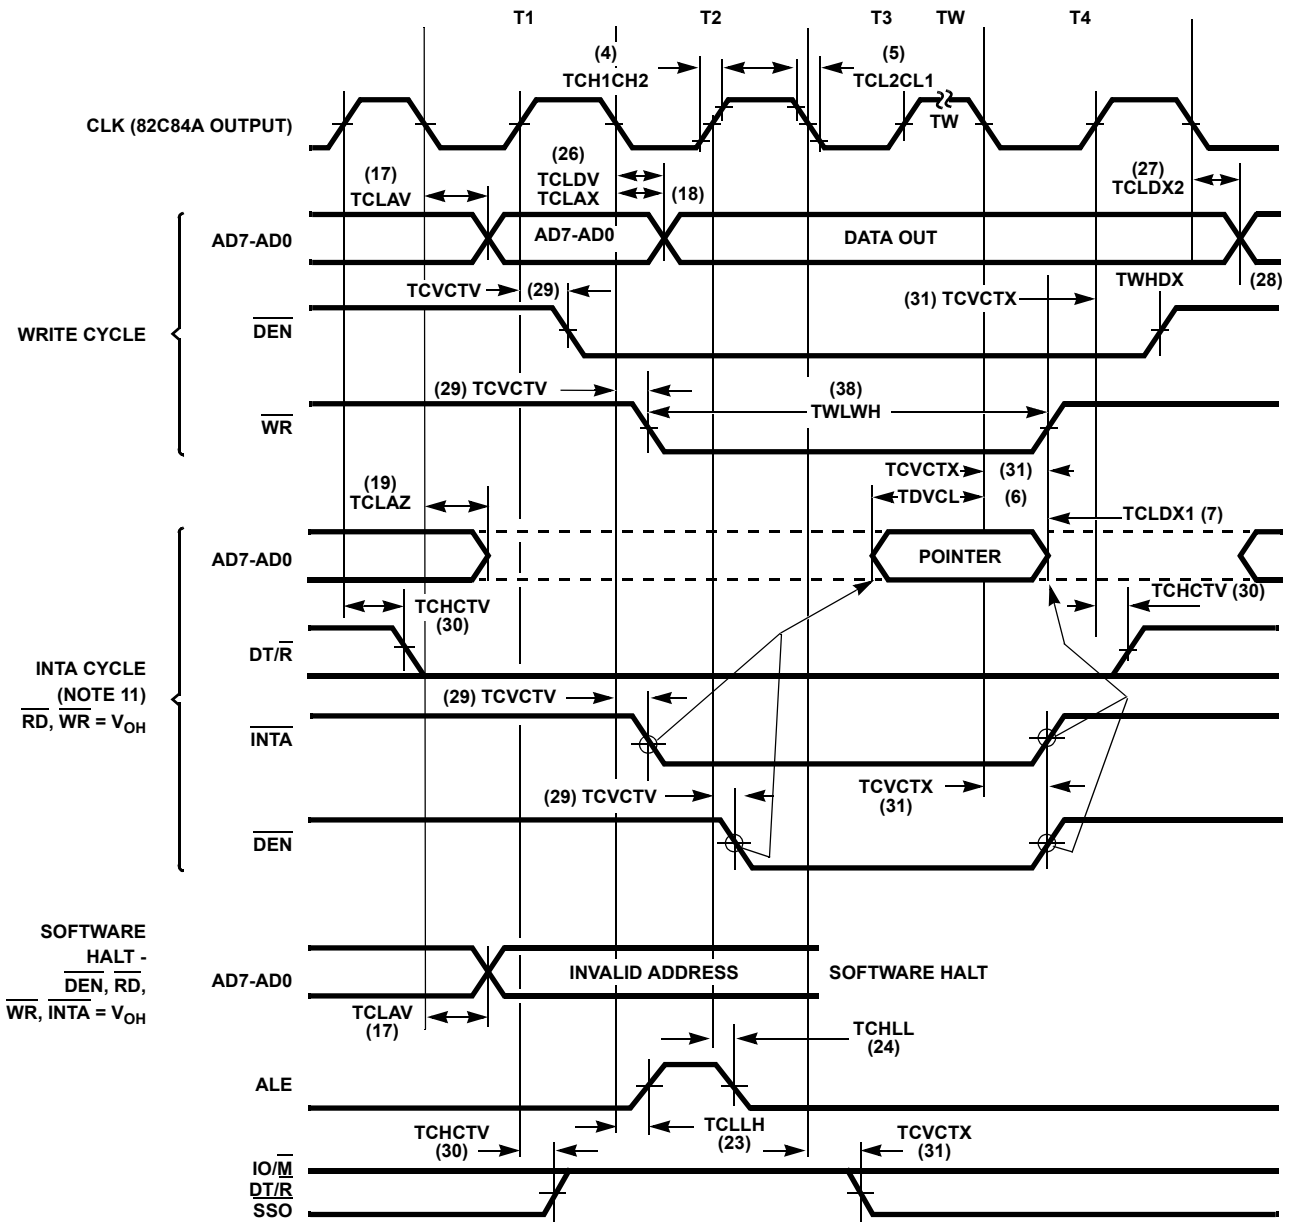 T1 T2 T3 TW T4
(4) (5)
TCH1CH2 TCL2CL1
CLK (82C84A OUTPUT) TW
(17) (26) (27)
TCLAV TCLDV (18) TCLDX2
TCLAX
AD7-AD0 AD7-AD0 DATA OUT
TCVCTV (29) (31) TCVCTX TWHDX (28)
WRITE CYCLE DEN
(29) TCVCTV (38)
TWLWH
WR
TCVCTX (31)
(19) TDVCL (6)
TCLAZ
TCLDX1 (7)
AD7-AD0 POINTER
TCHCTV TCHCTV (30)
(30)
DT/R
INTA CYCLE
(NOTE 11)
RD, WR = VOH
(29) TCVCTV
INTA
(29) TCVCTV TCVCTX
(31)
DEN
SOFTWARE
HALT -
DEN, RD,
WR, INTA = VOH
AD7-AD0 INVALID ADDRESS SOFTWARE HALT
TCLAV
(17)
TCHLL
(24)
ALE
TCHCTV TCLLH TCVCTX
(30) (23) (31)
IO/M
DT/R
SSO